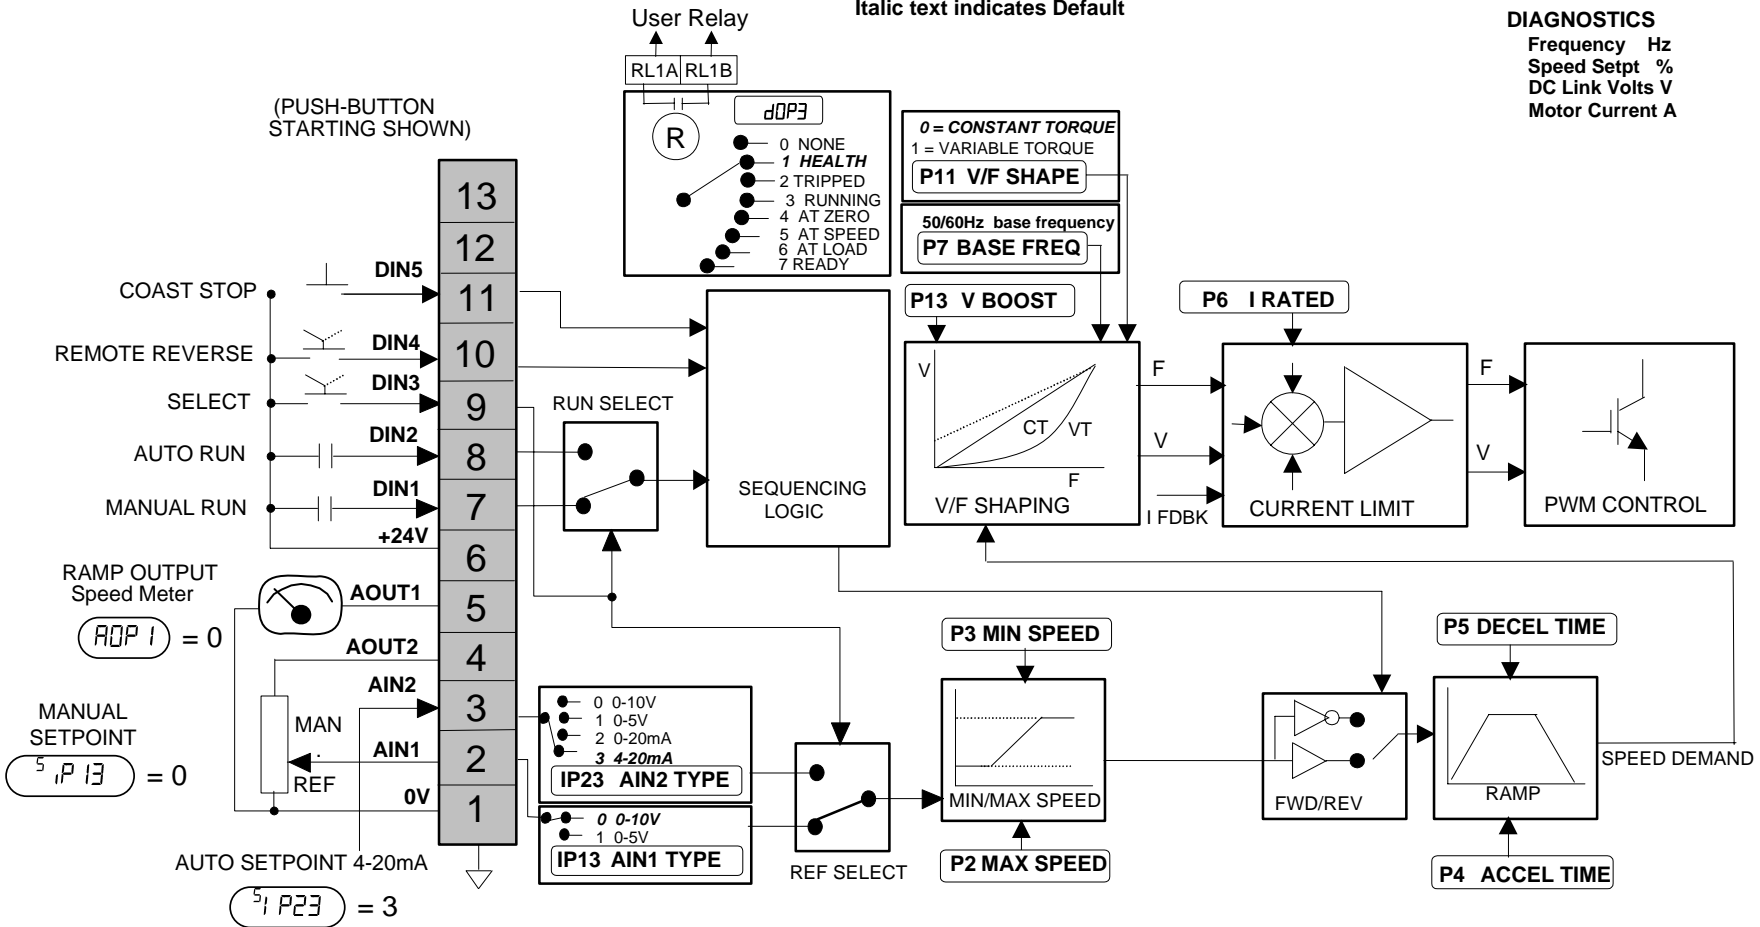 Italic text indicates Default
DIAGNOSTICS
Frequency Hz
Speed Setpt %
DC Link Volts V
Motor Current A
User Relay
RL1A RL1B
(PUSH-BUTTON
STARTING SHOWN)
dOP3
R
0 NONE
1 HEALTH
2 TRIPPED
3 RUNNING
4 AT ZERO
5 AT SPEED
6 AT LOAD
7 READY
0 = CONSTANT TORQUE
1 = VARIABLE TORQUE
P11 V/F SHAPE
50/60Hz base frequency
P7 BASE FREQ
P13 V BOOST
P6 I RATED
13
12
11
10
9
8
7
6
5
4
3
2
1
COAST STOP
DIN5
REMOTE REVERSE
DIN4
SELECT
DIN3
AUTO RUN
DIN2
MANUAL RUN
DIN1
+24V
RUN SELECT
SEQUENCING
LOGIC
V
CT
VT
F
V/F SHAPING
F
V
I FDBK
CURRENT LIMIT
F
V
PWM CONTROL
RAMP OUTPUT
Speed Meter
AOP 1 = 0
AOUT1
AOUT2
AIN2
MANUAL
SETPOINT
S iP 13 = 0
MAN
REF
AIN1
0V
AUTO SETPOINT 4-20mA
S i P23 = 3
0 0-10V
1 0-5V
2 0-20mA
3 4-20mA
IP23 AIN2 TYPE
0 0-10V
1 0-5V
IP13 AIN1 TYPE
REF SELECT
P3 MIN SPEED
MIN/MAX SPEED
P2 MAX SPEED
FWD/REV
P5 DECEL TIME
RAMP
P4 ACCEL TIME
SPEED DEMAND